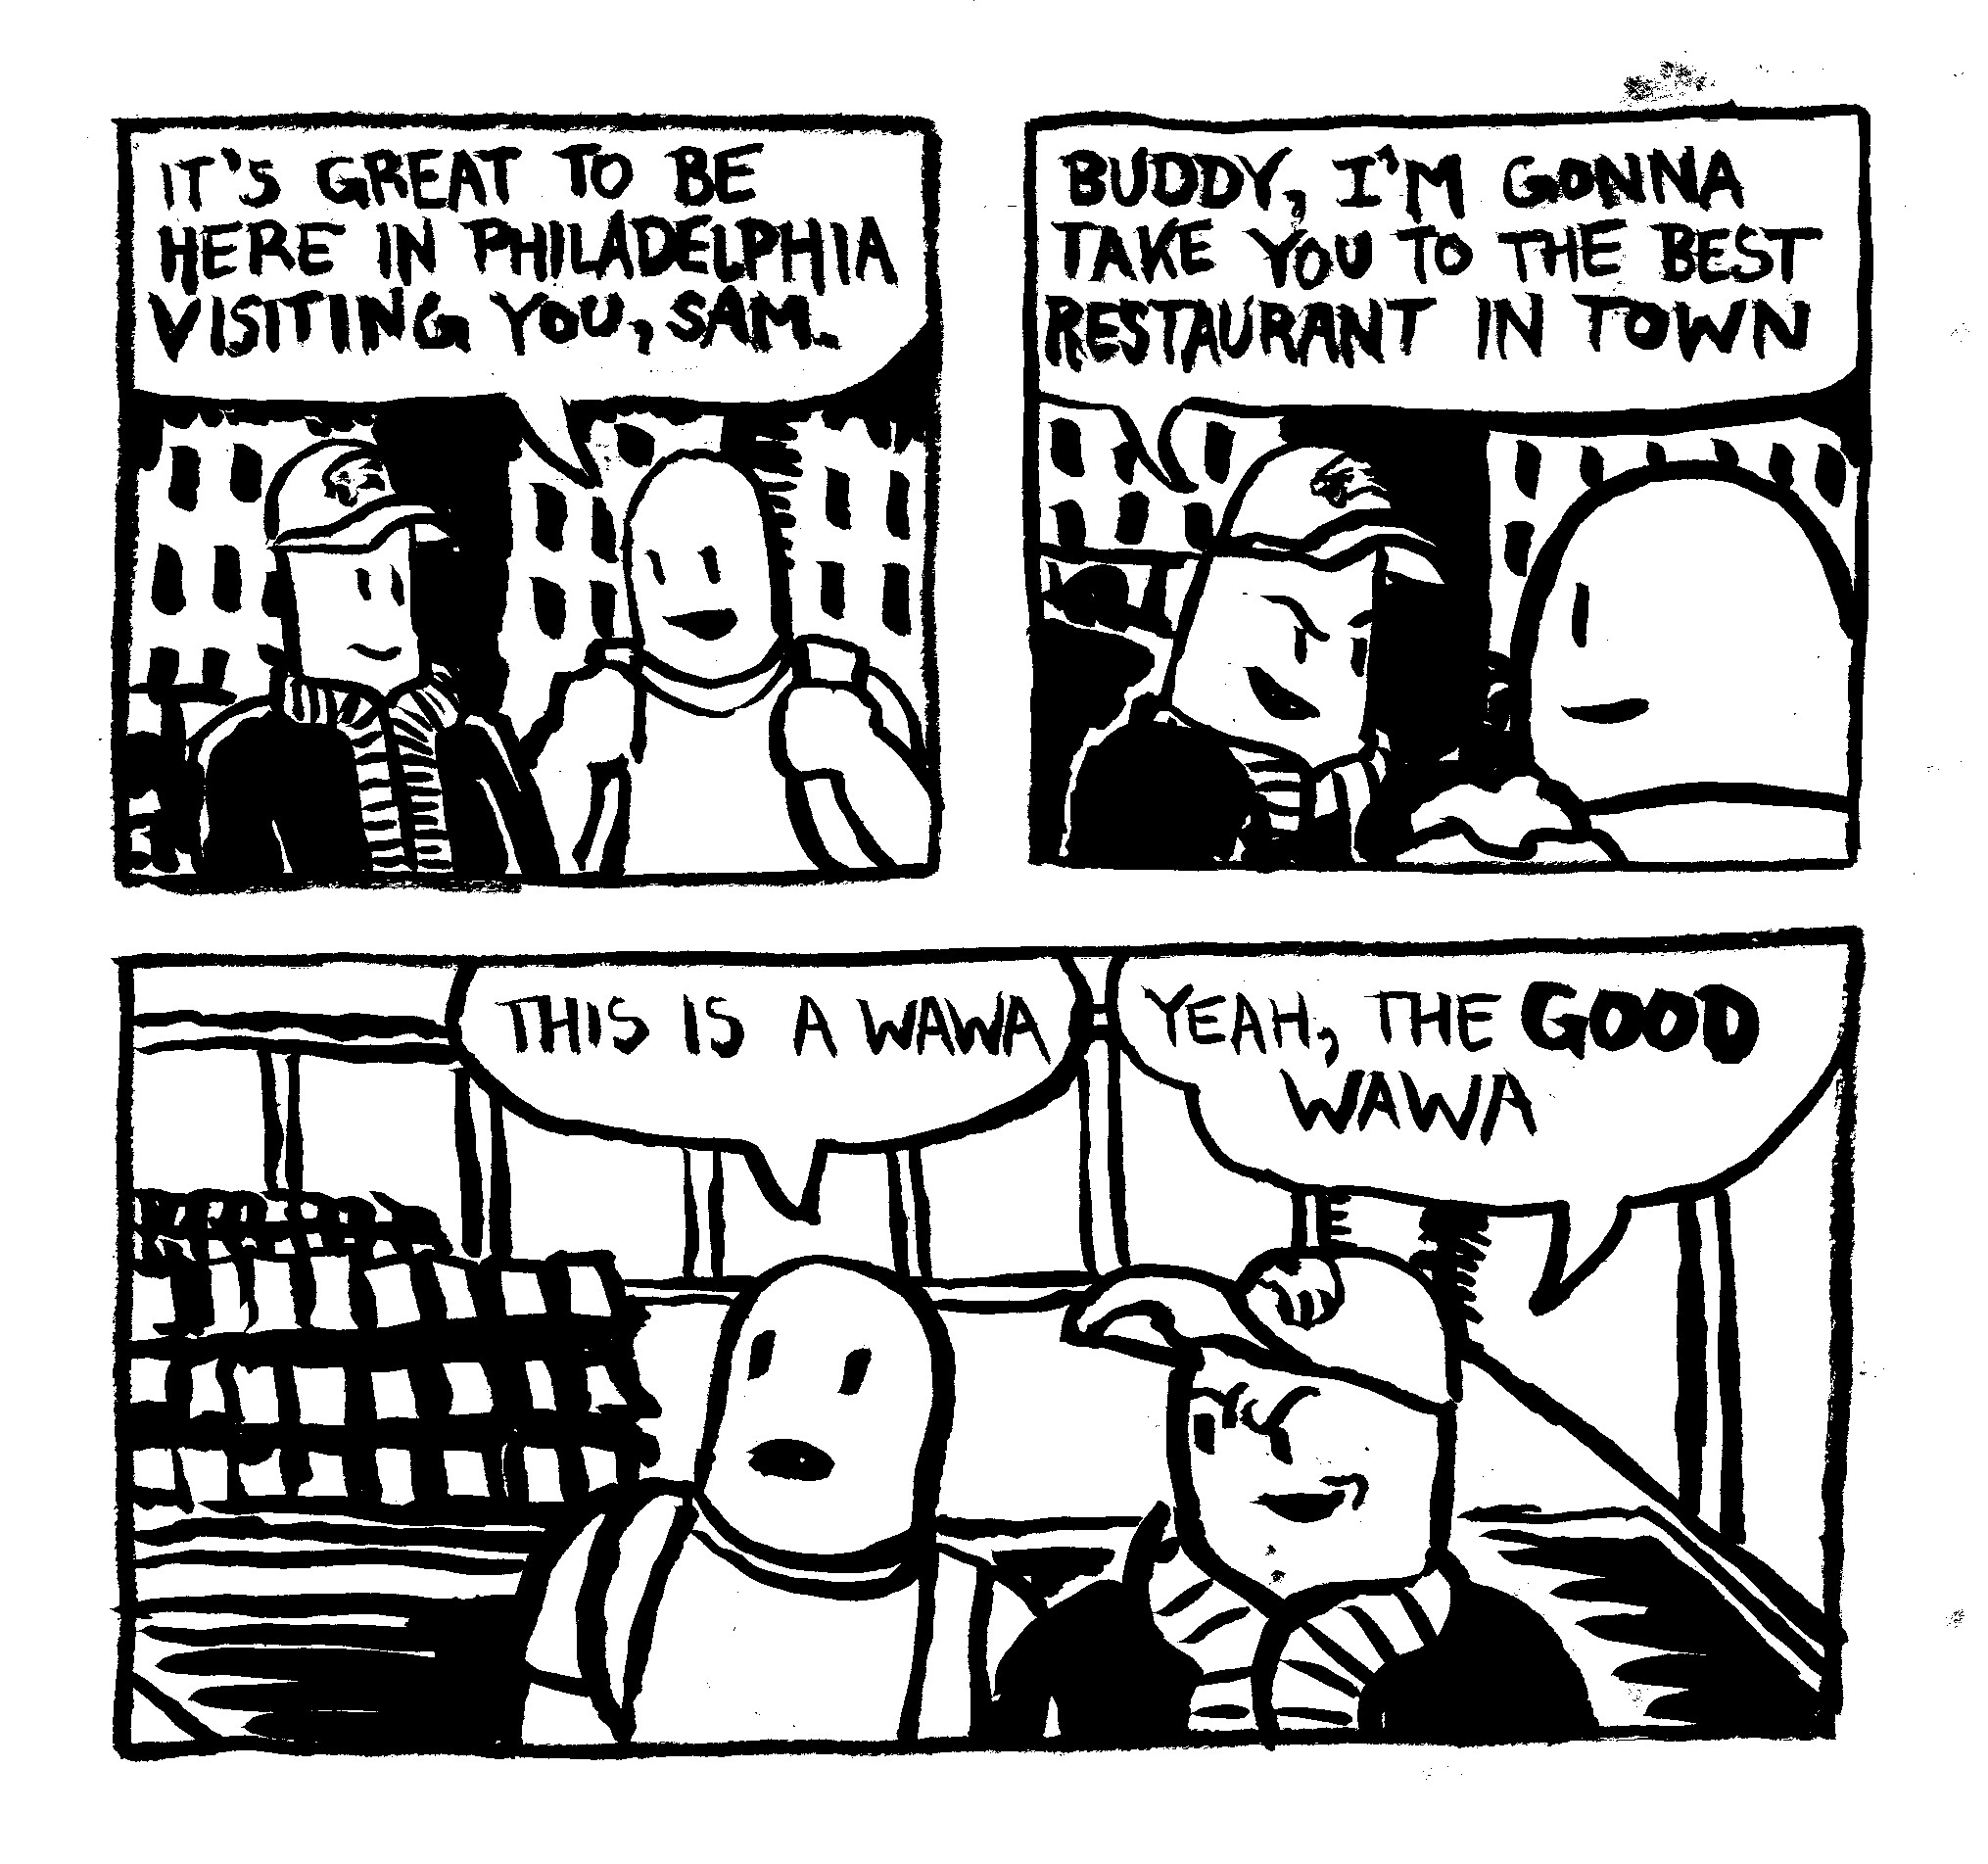 IT'S GREAT TO BE
HERE IN PHILADELPHIA
VISITING YOU, SAM.
BUDDY, I'M GONNA
TAKE YOU TO THE BEST
RESTAURANT IN TOWN
THIS IS A WAWA
YEAH, THE GOOD
WAWA